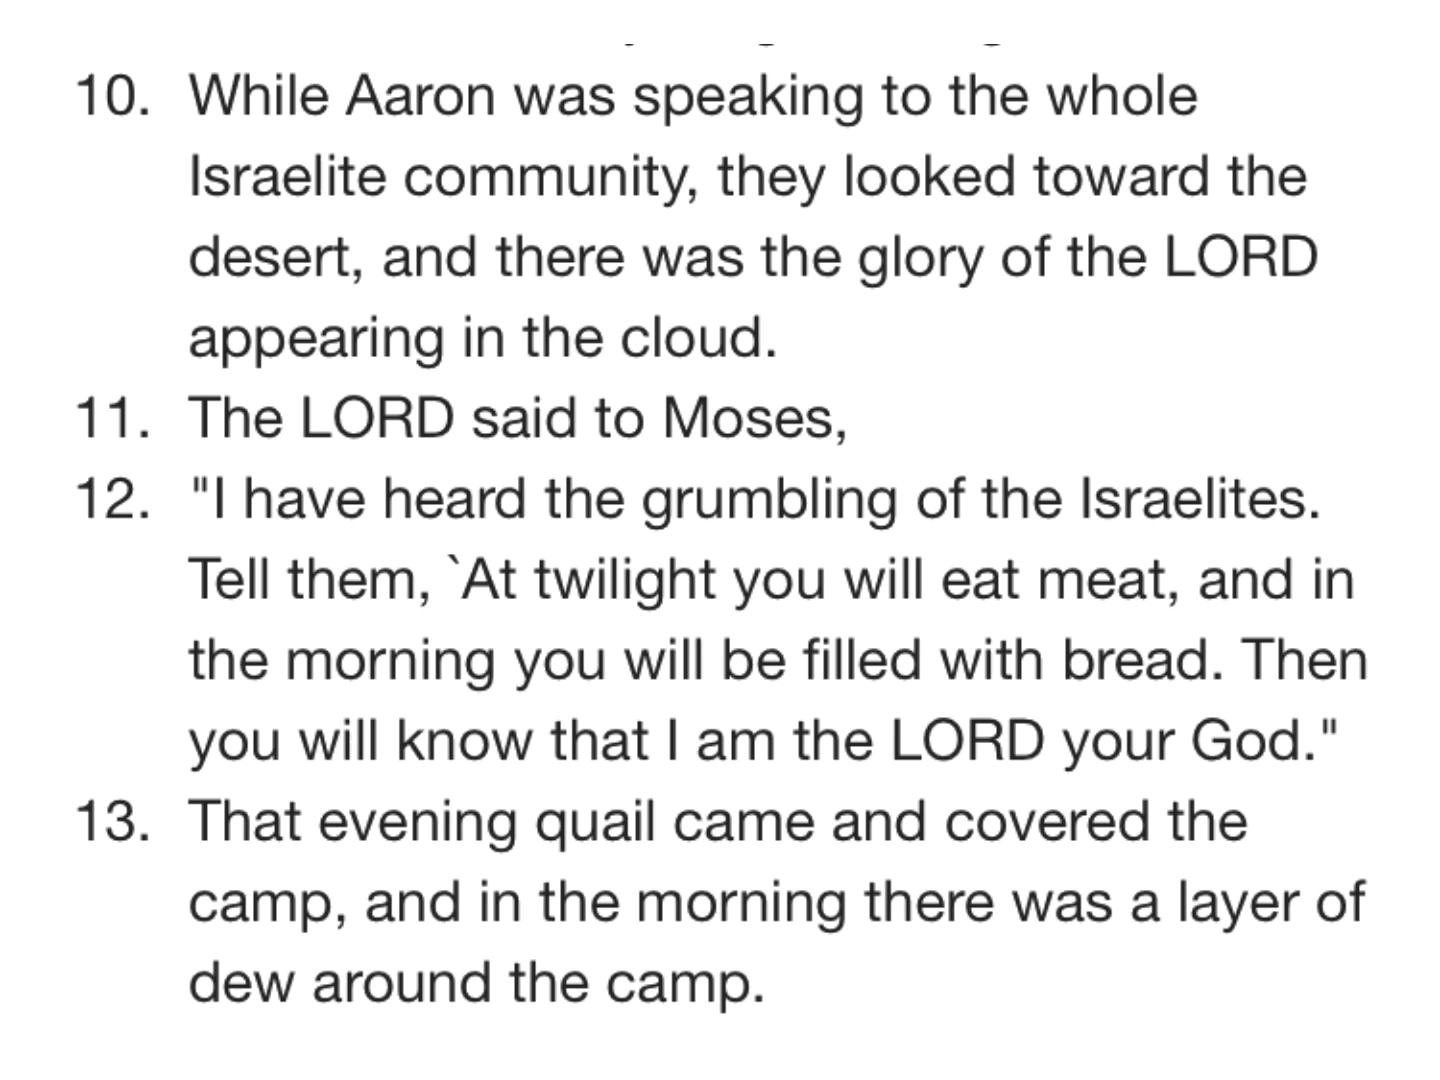 10. While Aaron was speaking to the whole
Israelite community, they looked toward the
desert, and there was the glory of the LORD
appearing in the cloud.
11. The LORD said to Moses,
12. "I have heard the grumbling of the Israelites.
Tell them, `At twilight you will eat meat, and in
the morning you will be filled with bread. Then
you will know that I am the LORD your God."
13. That evening quail came and covered the
camp, and in the morning there was a layer of
dew around the camp.